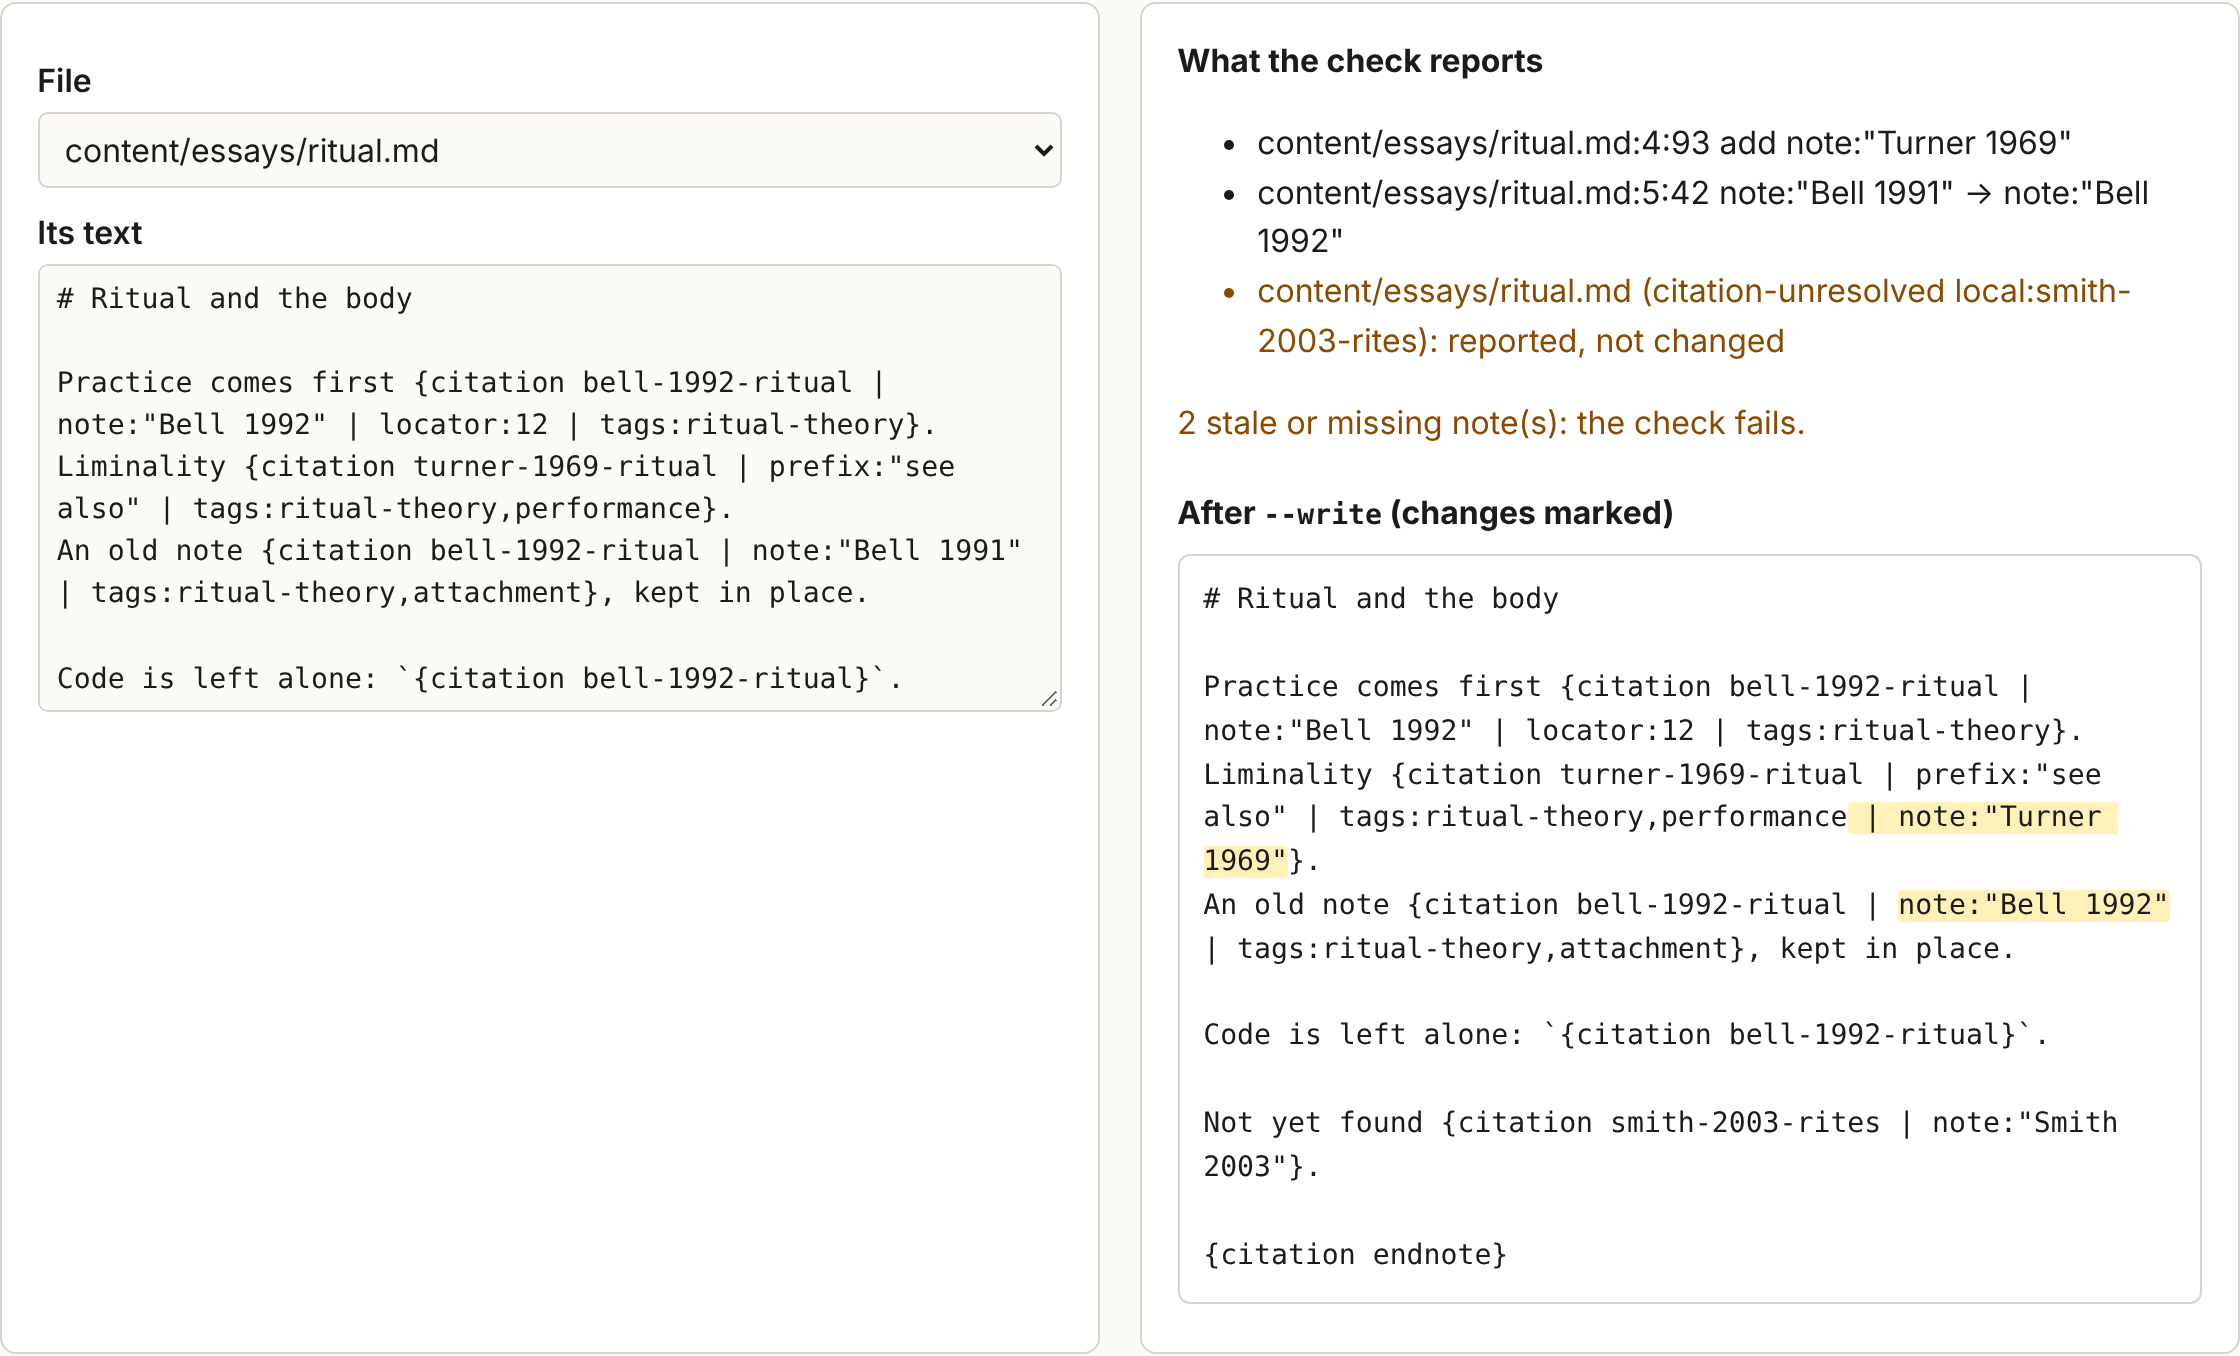 File
content/essays/ritual.md
Its text
# Ritual and the body
Practice comes first {citation bell-1992-ritual |
note:"Bell 1992" | locator:12 | tags:ritual-theory}.
Liminality {citation turner-1969-ritual | prefix:"see
also" | tags:ritual-theory,performance}.
An old note {citation bell-1992-ritual | note:"Bell 1991"
| tags:ritual-theory,attachment}, kept in place.
Code is left alone: `{citation bell-1992-ritual}`.
What the check reports
• content/essays/ritual.md:4:93 add note:"Turner 1969"
• content/essays/ritual.md:5:42 note:"Bell 1991" → note:"Bell
1992"
• content/essays/ritual.md (citation-unresolved local:smith-
2003-rites): reported, not changed
2 stale or missing note(s): the check fails.
After --write (changes marked)
# Ritual and the body
Practice comes first {citation bell-1992-ritual |
note:"Bell 1992" | locator:12 | tags:ritual-theory}.
Liminality {citation turner-1969-ritual | prefix:"see
also" | tags:ritual-theory,performance | note:"Turner
1969"}.
An old note {citation bell-1992-ritual | note:"Bell 1992"
| tags:ritual-theory,attachment}, kept in place.
Code is left alone: `{citation bell-1992-ritual}`.
Not yet found {citation smith-2003-rites | note:"Smith
2003"}.
{citation endnote}